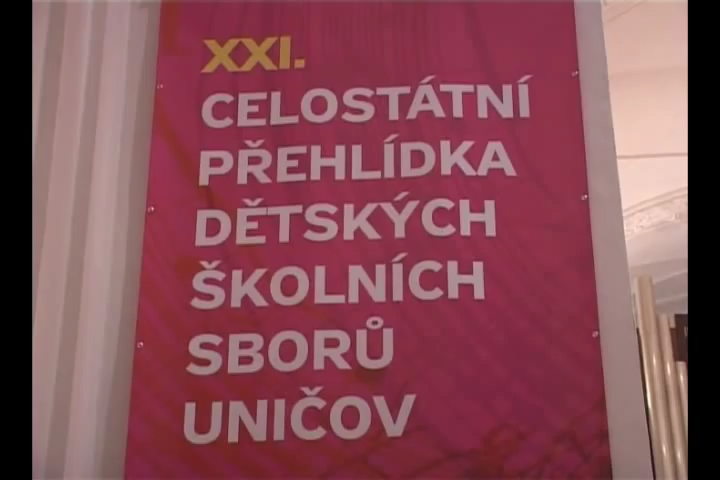 XXI.
CELOSTÁTNÍ
PŘEHLÍDKA
DĚTSKÝCH
ŠKOLNÍCH
SBORŮ
UNIČOV